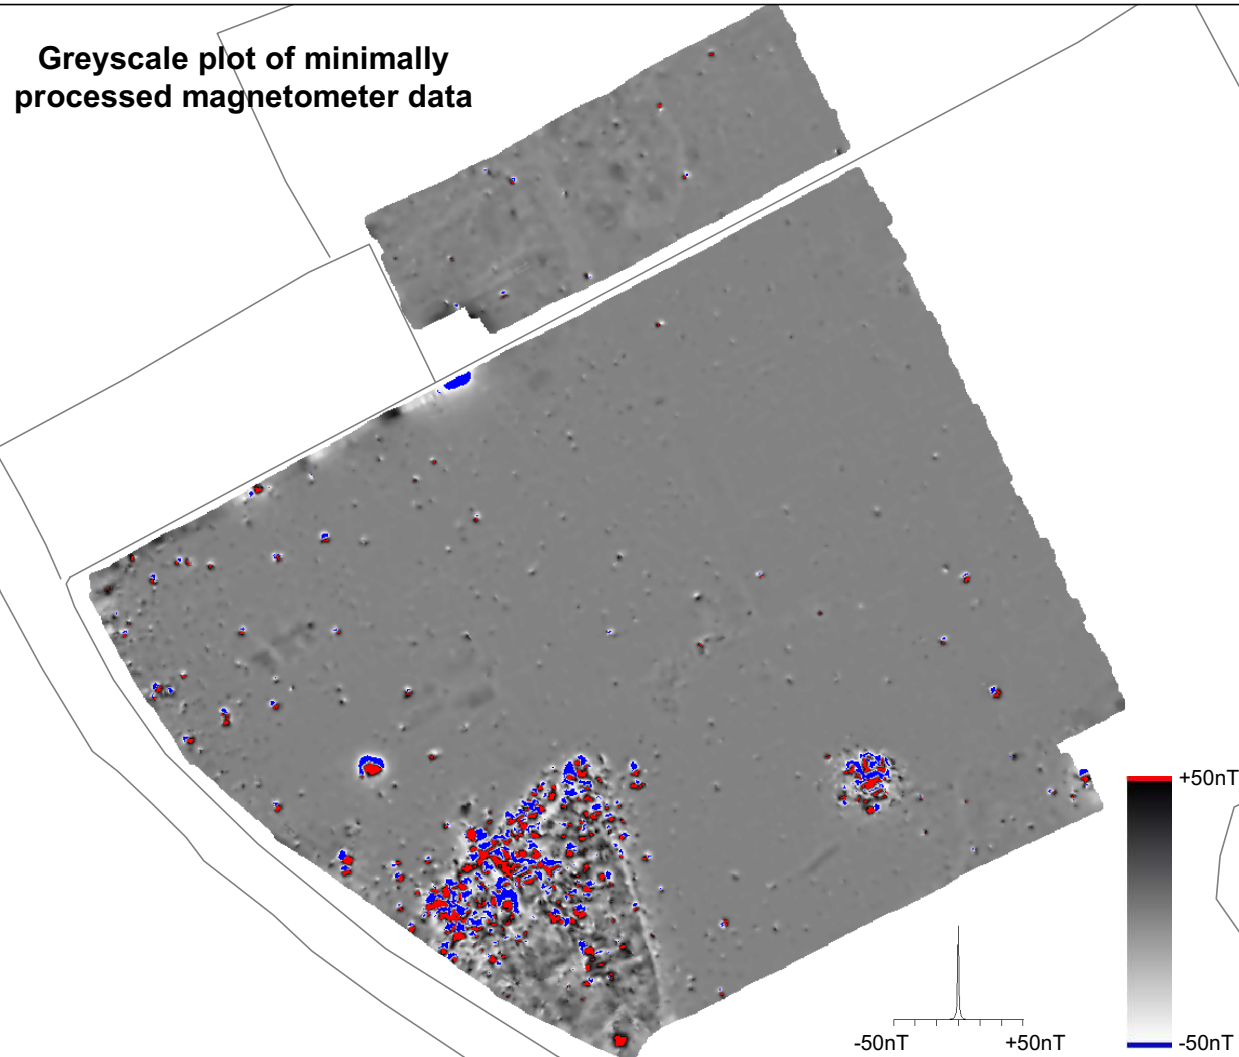 Greyscale plot of minimally
processed magnetometer data
+50nT
-50nT
+50nT
-50nT